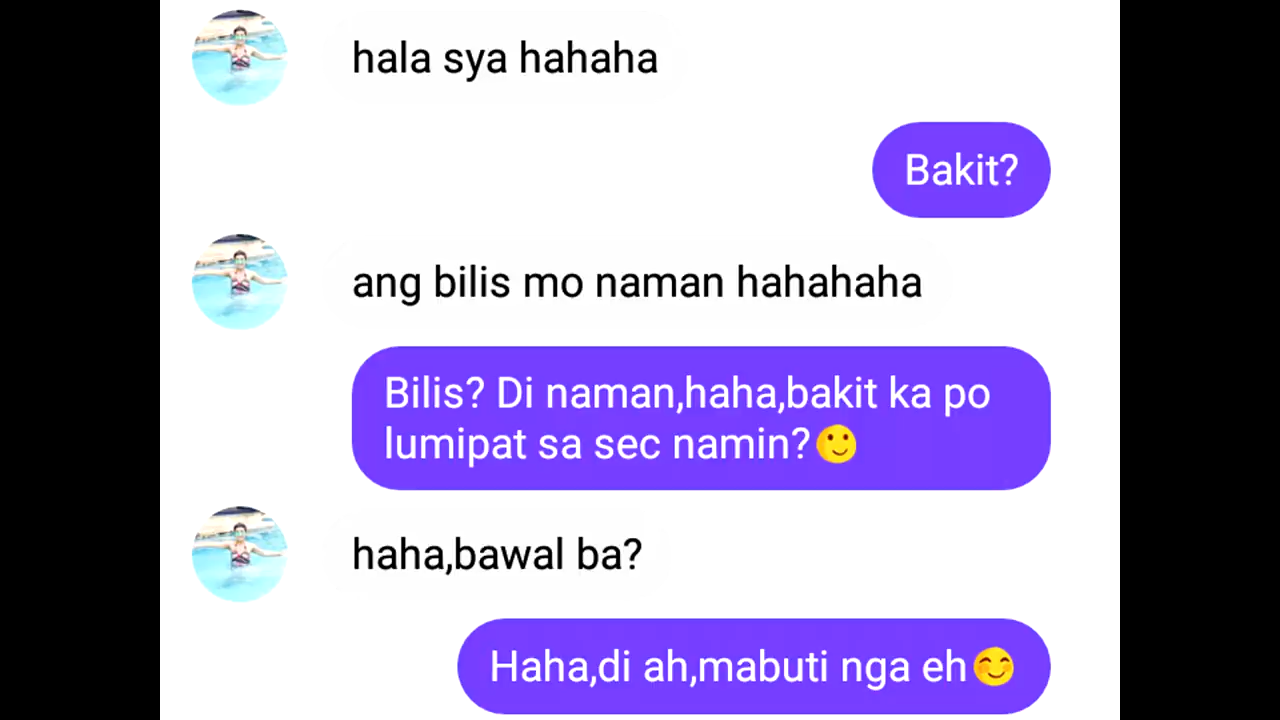 hala sya hahaha
Bakit?
ang bilis mo naman hahahaha
Bilis? Di naman,haha,bakit ka po
lumipat sa sec namin?🙂
haha,bawal ba?
Haha,di ah,mabuti nga eh😊